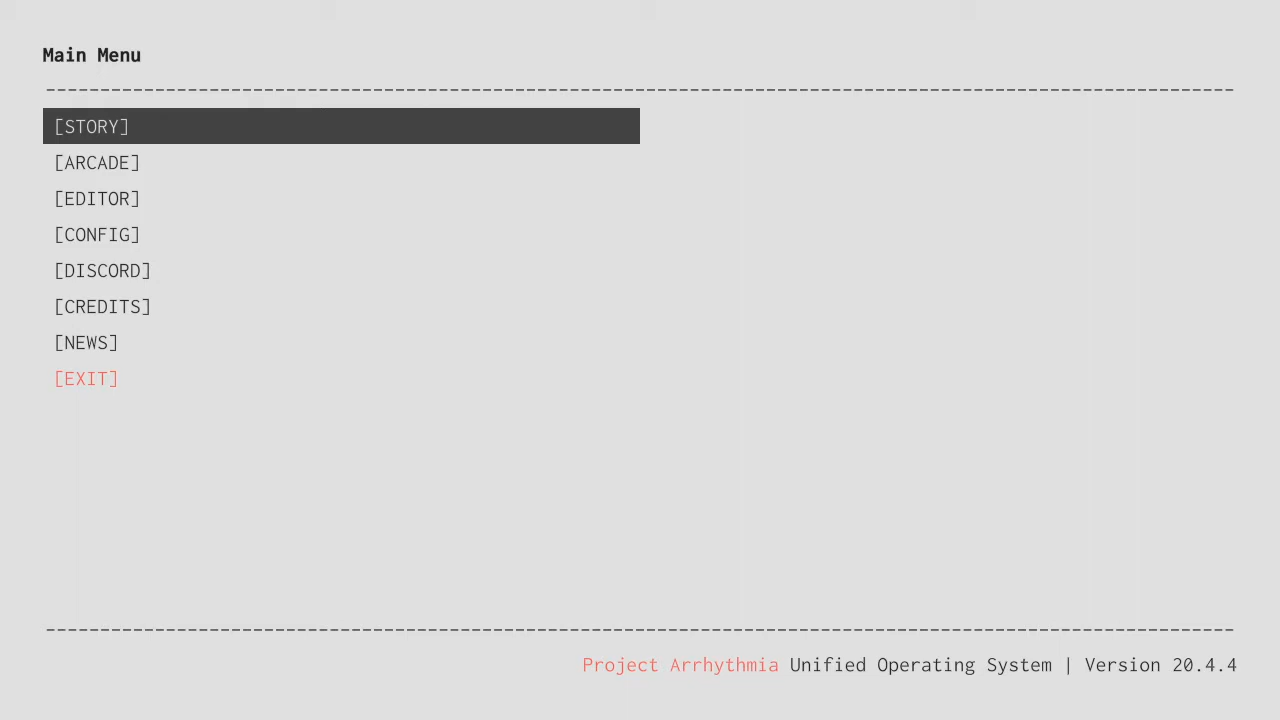 Main Menu
[STORY]
[ARCADE]
[EDITOR]
[CONFIG]
[DISCORD]
[CREDITS]
[NEWS]
[EXIT]
Project Arrhythmia Unified Operating System | Version 20.4.4